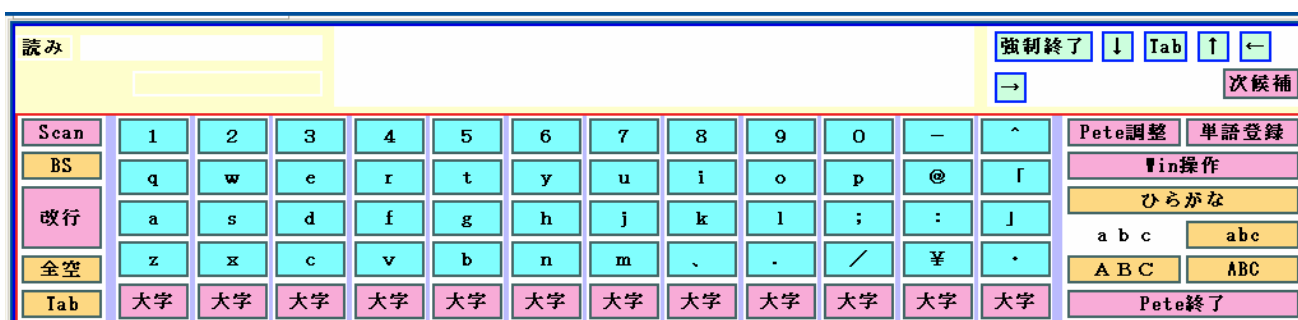 読み 強制終了 ↓ Tab ↑ ←
→ 次候補
Scan 1 2 3 4 5 6 7 8 9 0 － ＾ Pete調整 単語登録
BS q w e r t y u i o p ＠ 「 Win操作
改行 a s d f g h j k l ； ： 」 ひらがな
ａｂｃ abc
全空 z x c v b n m 、 ． ／ ￥ ・ ＡＢＣ ABC
Tab 大字 大字 大字 大字 大字 大字 大字 大字 大字 大字 大字 大字 Pete終了